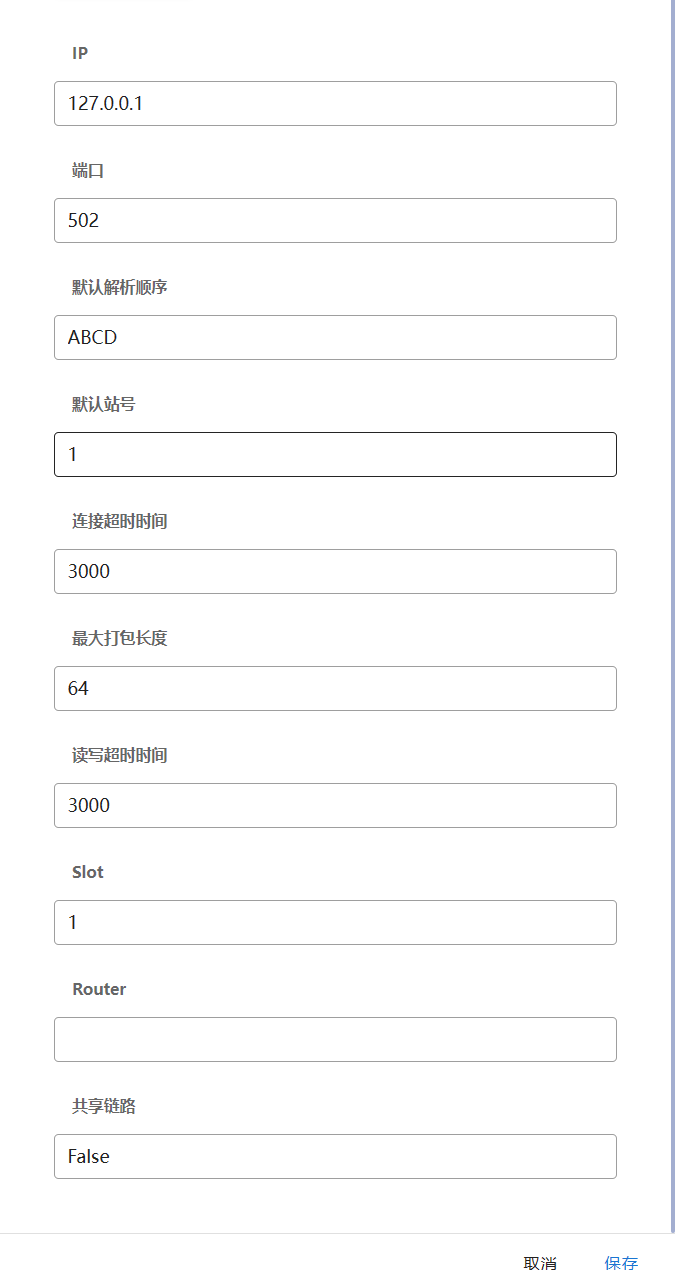 IP
127.0.0.1
端口
502
默认解析顺序
ABCD
默认站号
1
连接超时时间
3000
最大打包长度
64
读写超时时间
3000
Slot
1
Router
共享链路
False
取消 保存